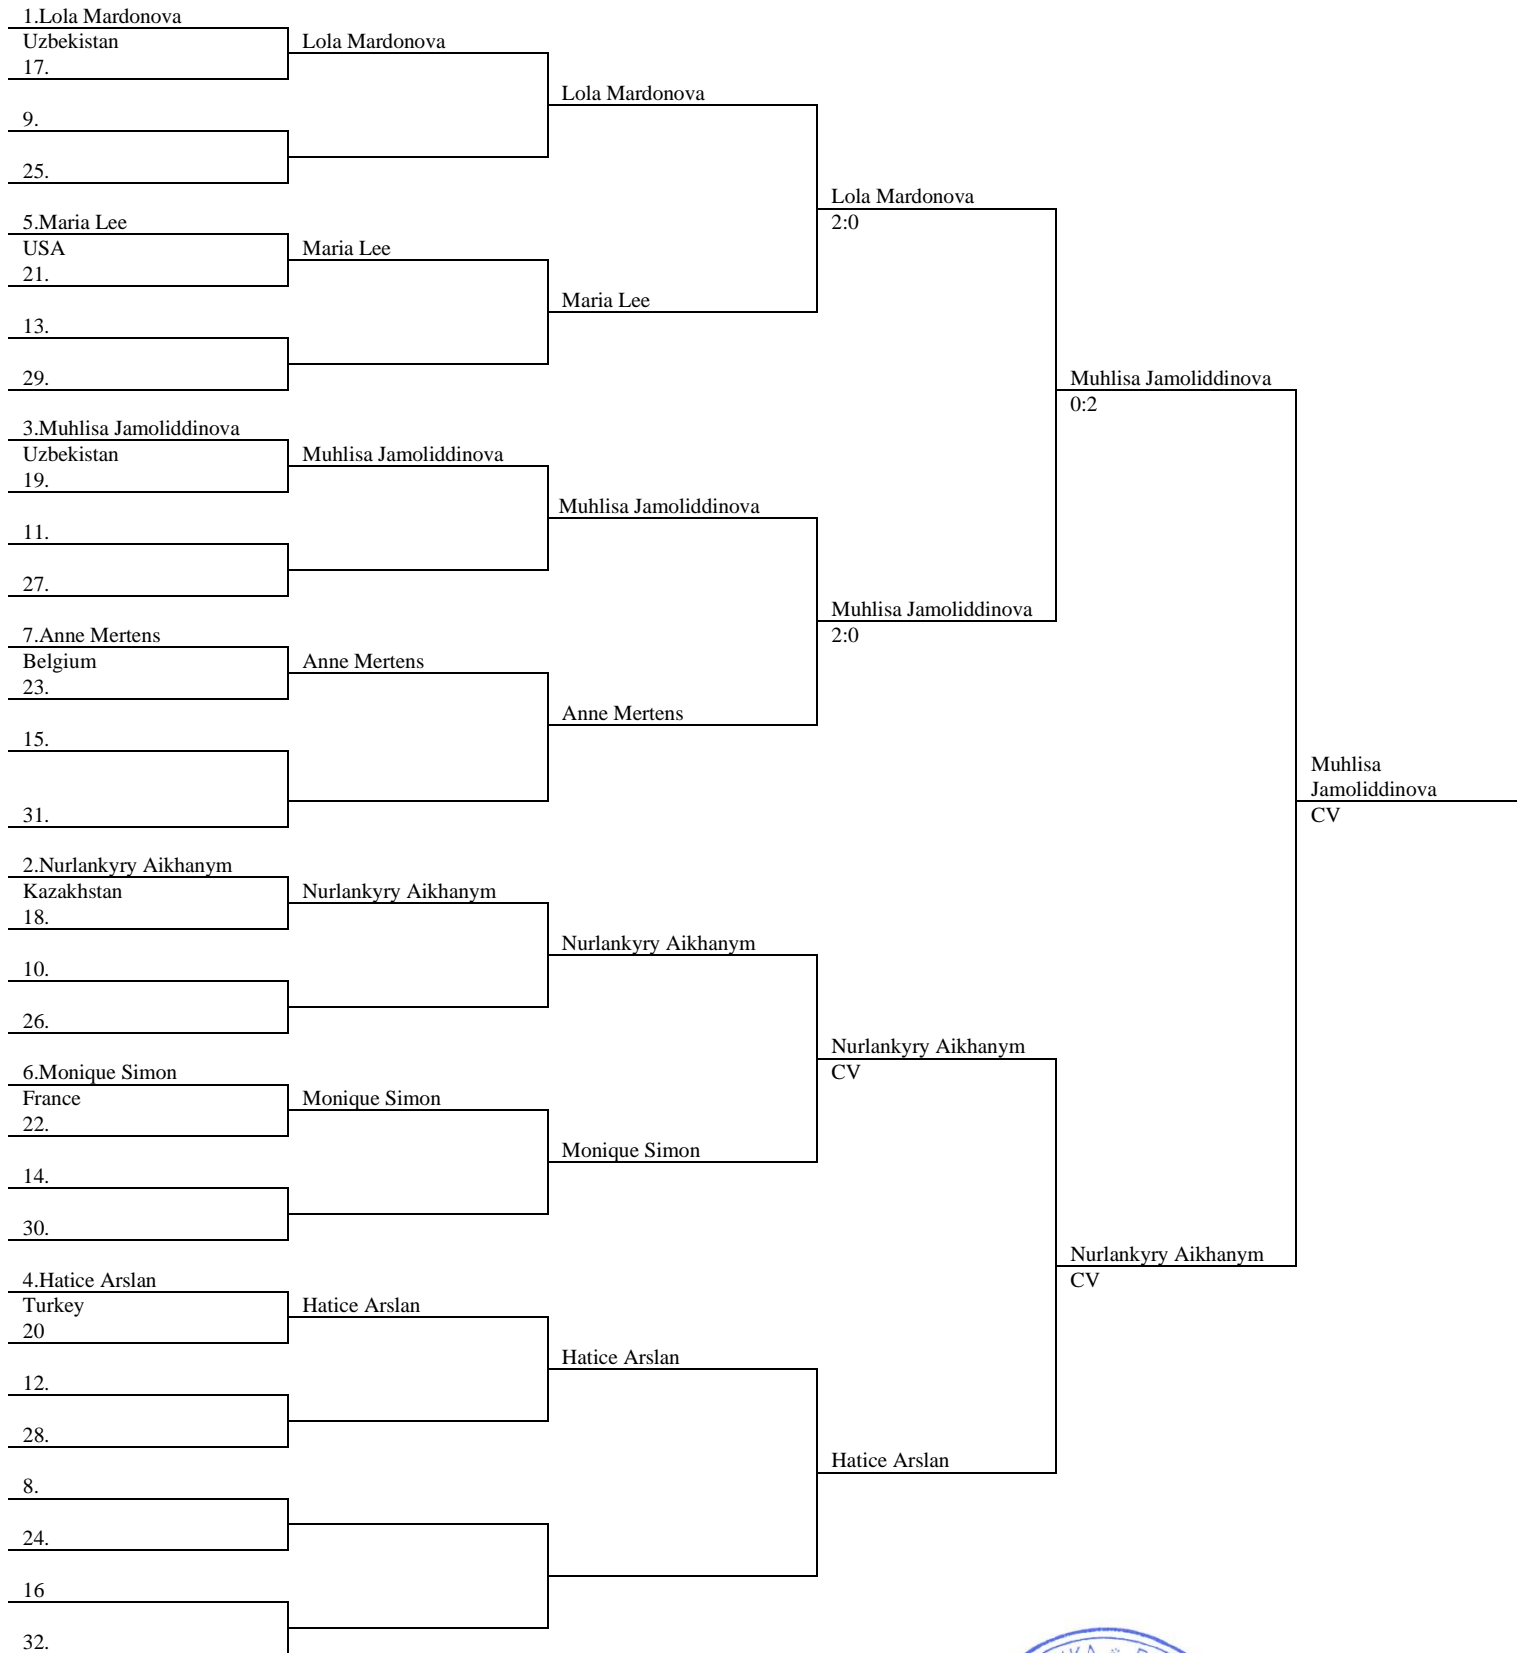 1.Lola Mardonova
Uzbekistan
Lola Mardonova
17.
Lola Mardonova
9.
25.
Lola Mardonova
5.Maria Lee
2:0
USA
Maria Lee
21.
Maria Lee
13.
29.
Muhlisa Jamoliddinova
0:2
3.Muhlisa Jamoliddinova
Uzbekistan
Muhlisa Jamoliddinova
19.
Muhlisa Jamoliddinova
11.
27.
Muhlisa Jamoliddinova
7.Anne Mertens
2:0
Belgium
Anne Mertens
23.
Anne Mertens
15.
Muhlisa
Jamoliddinova
31.
CV
2.Nurlankyry Aikhanym
Kazakhstan
Nurlankyry Aikhanym
18.
Nurlankyry Aikhanym
10.
26.
Nurlankyry Aikhanym
6.Monique Simon
CV
France
Monique Simon
22.
Monique Simon
14.
30.
Nurlankyry Aikhanym
4.Hatice Arslan
CV
Turkey
Hatice Arslan
20
Hatice Arslan
12.
28.
Hatice Arslan
8.
24.
16
32.